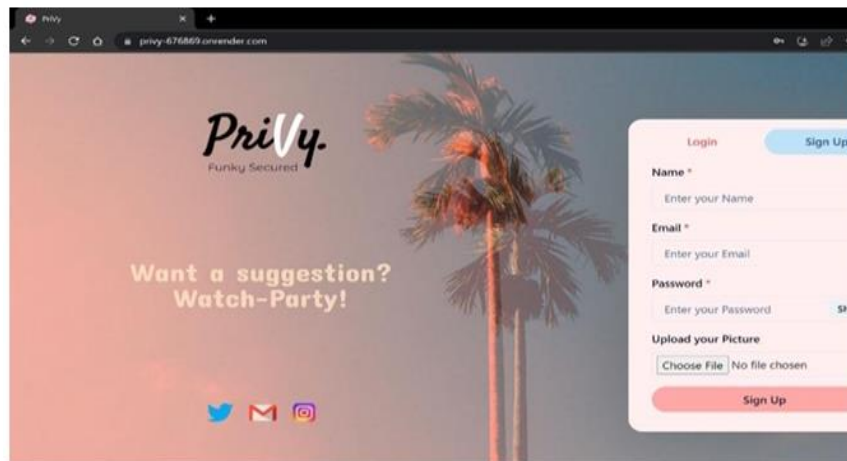 PriVy
privy-676869.onrender.com
PriVy.
Funky Secured
Want a suggestion?
Watch-Party!
Login
Sign Up
Name *
Enter your Name
Email *
Enter your Email
Password *
Enter your Password
Upload your Picture
Choose File No file chosen
Sign Up